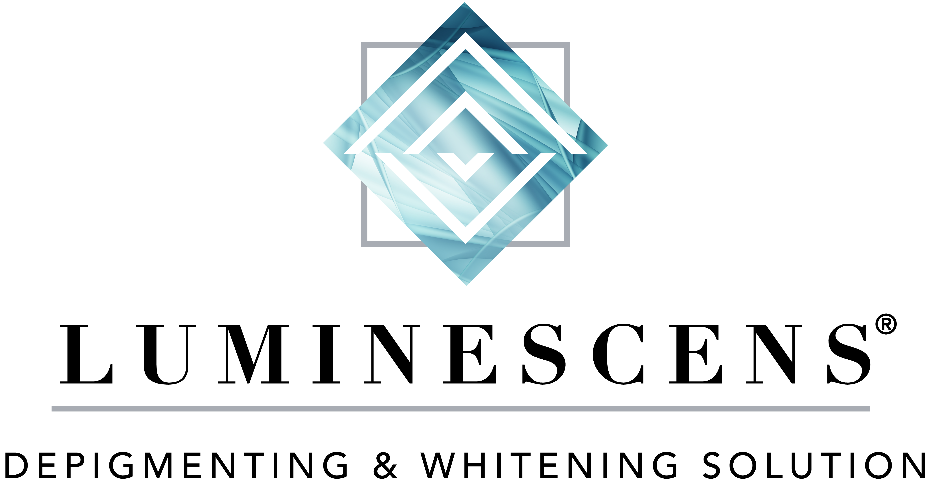 LUMINESCENS®
DEPIGMENTING & WHITENING SOLUTION